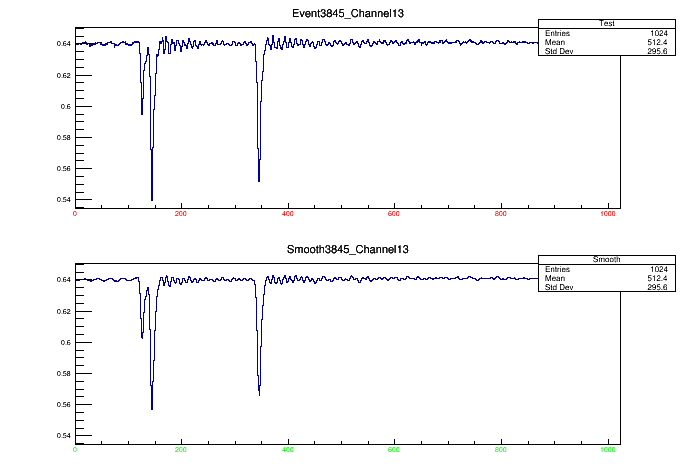 Event3845_Channel13
Test
Entries 1024
Mean 512.4
Std Dev 295.6
0.64
0.62
0.6
0.58
0.56
0.54
0 200 400 600 800 1000
Smooth3845_Channel13
Smooth
Entries 1024
Mean 512.4
Std Dev 295.6
0.64
0.62
0.6
0.58
0.56
0.54
0 200 400 600 800 1000